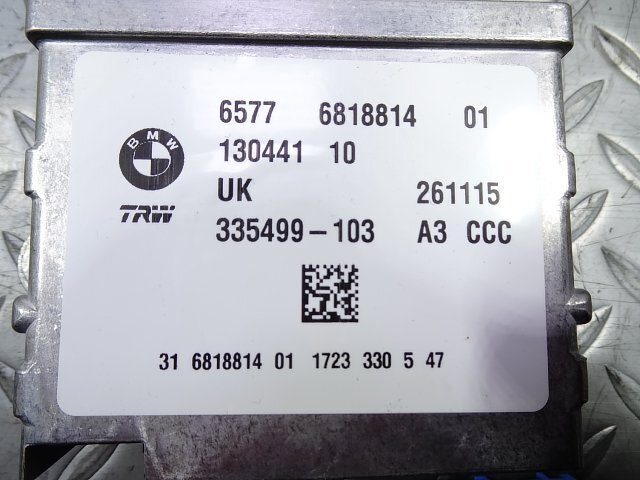 BMW
6577 6818814 01
130441 10
UK 261115
TRW
335499-103 A3 CCC
31 6818814 01 1723 330 5 47